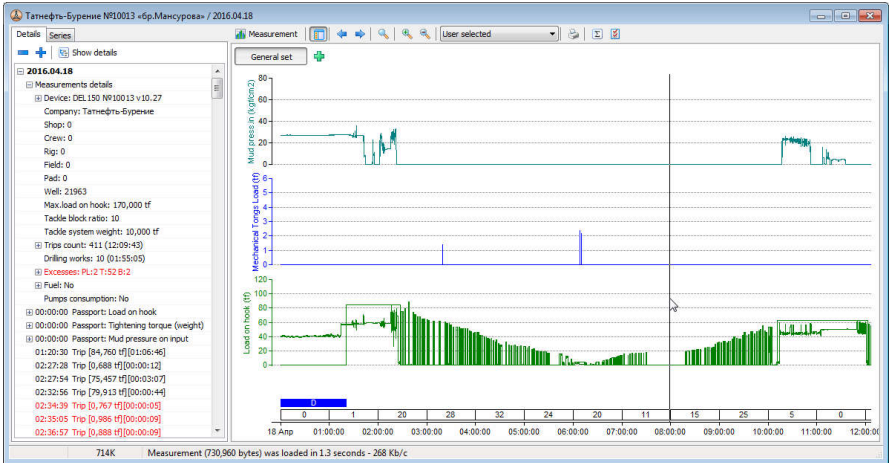 Татнефть-Бурение №10013 «бр.Мансурова» / 2016.04.18
Details Series
Measurement User selected Σ
Show details
General set
2016.04.18
Measurements details
Device: DEL150 №10013 v10.27
Company: Татнефть-Бурение
Shop: 0
Crew: 0
Rig: 0
Field: 0
Pad: 0
Well: 21963
Max.load on hook: 170,000 tf
Tackle block ratio: 10
Tackle system weight: 10,000 tf
Trips count: 411 (12:09:43)
Drilling works: 10 (01:55:05)
Excesses: PL:2 T:52 B:2
Fuel: No
Pumps consumption: No
00:00:00 Passport: Load on hook
00:00:00 Passport: Tightening torque (weight)
00:00:00 Passport: Mud pressure on input
01:20:30 Trip [84,760 tf][01:06:46]
02:27:28 Trip [0,688 tf][00:00:12]
02:27:54 Trip [75,457 tf][00:03:07]
02:32:56 Trip [79,913 tf][00:00:44]
02:34:39 Trip [0,767 tf][00:00:05]
02:35:05 Trip [0,986 tf][00:00:09]
02:36:57 Trip [0,888 tf][00:00:09]
Mud press.in (kgf/cm2)
80
60
40
20
0
Mechanical Tongs Load (tf)
6
5
4
3
2
1
0
Load on hook (tf)
120
100
80
60
40
20
D
0 1 20 28 32 24 20 11 15 25 5 0
18 Апр 01:00:00 02:00:00 03:00:00 04:00:00 05:00:00 06:00:00 07:00:00 08:00:00 09:00:00 10:00:00 11:00:00 12:00:00
714K Measurement (730,960 bytes) was loaded in 1.3 seconds - 268 Kb/c